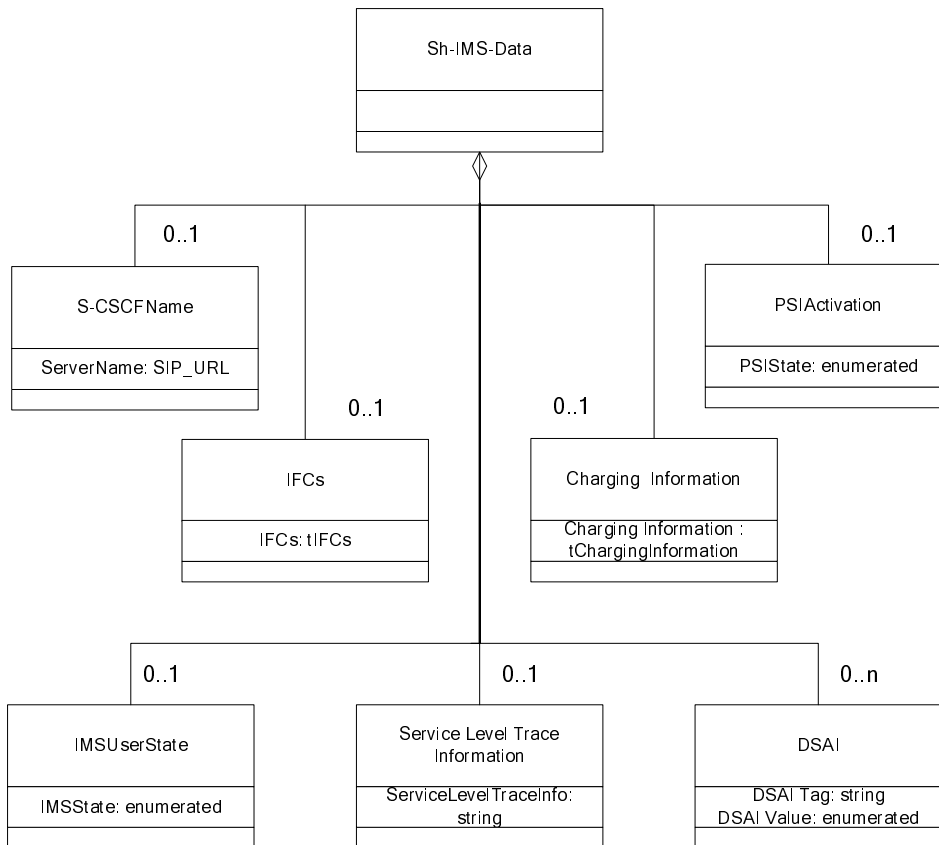 Sh-IMS-Data
0..1
0..1
S-CSCFName
ServerName: SIP_URL
PSIActivation
PSIState: enumerated
0..1
0..1
IFCs
IFCs: tIFCs
Charging Information
Charging Information :
tChargingInformation
0..1
0..1
0..n
IMSUserState
IMSState: enumerated
Service Level Trace
Information
ServiceLevelTraceInfo:
string
DSAI
DSAI Tag: string
DSAI Value: enumerated